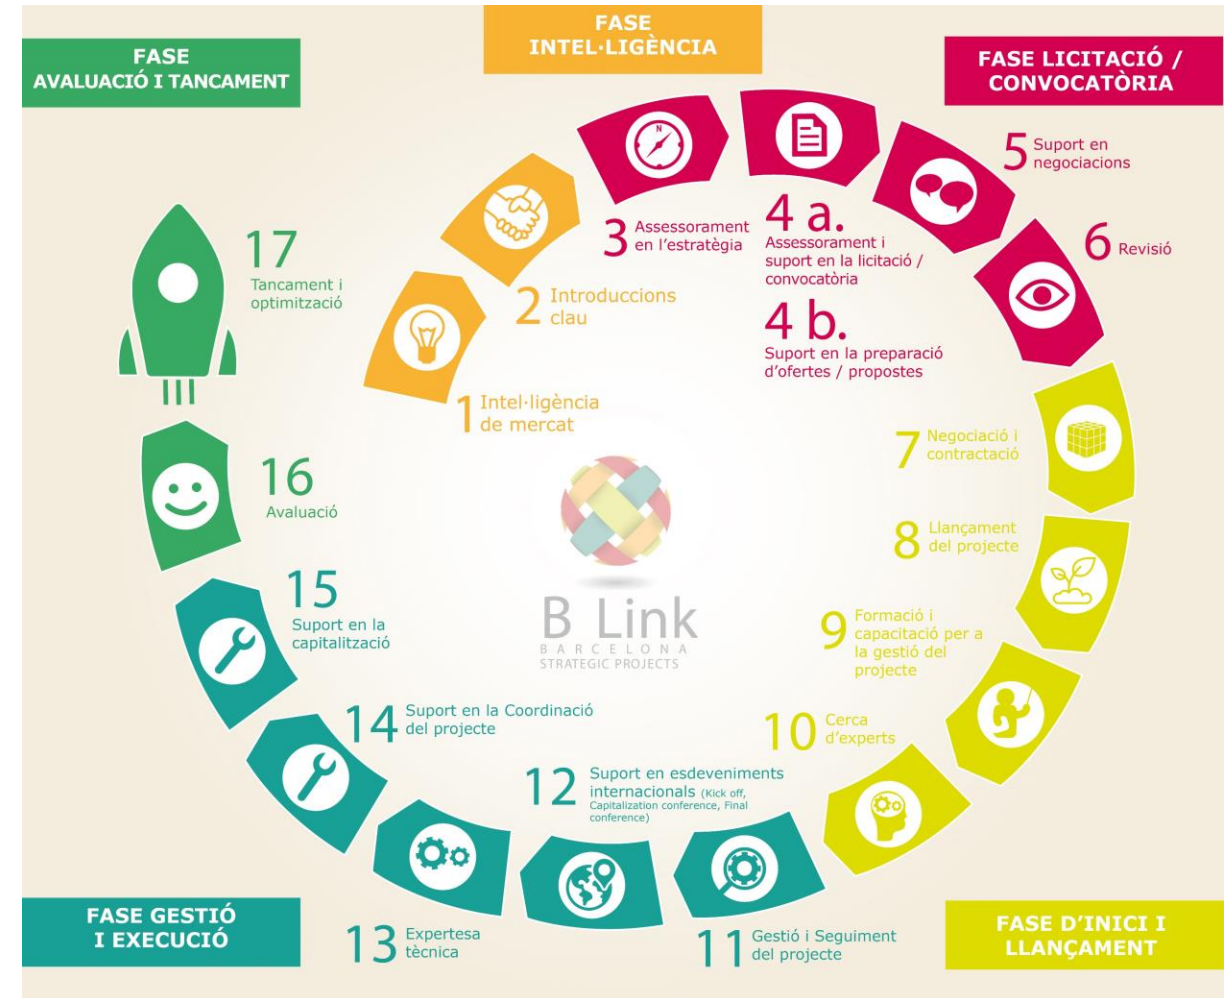 FASE
INTEL·LIGÈNCIA
FASE
AVALUACIÓ I TANCAMENT
FASE LICITACIÓ /
CONVOCATÒRIA
N
1 Intel·ligència
de mercat
2 Introduccions
clau
3 Assessorament
en l'estratègia
4 a.
Assessorament i
suport en la licitació /
convocatòria
4 b.
Suport en la preparació
d'ofertes / propostes
5 Suport en
negociacions
6 Revisió
7 Negociació i
contractació
8 Llançament
del projecte
9 Formació i
capacitació per a
la gestió del
projecte
10 Cerca
d'experts
11 Gestió i Seguiment
del projecte
12 Suport en esdeveniments
internacionals (Kick off,
Capitalization conference, Final
conference)
13 Expertesa
tècnica
14 Suport en la Coordinació
del projecte
15
Suport en la
capitalització
16
Avaluació
17
Tancament i
optimització
B Link
BARCELONA
STRATEGIC PROJECTS
FASE GESTIÓ
I EXECUCIÓ
FASE D'INICI I
LLANÇAMENT